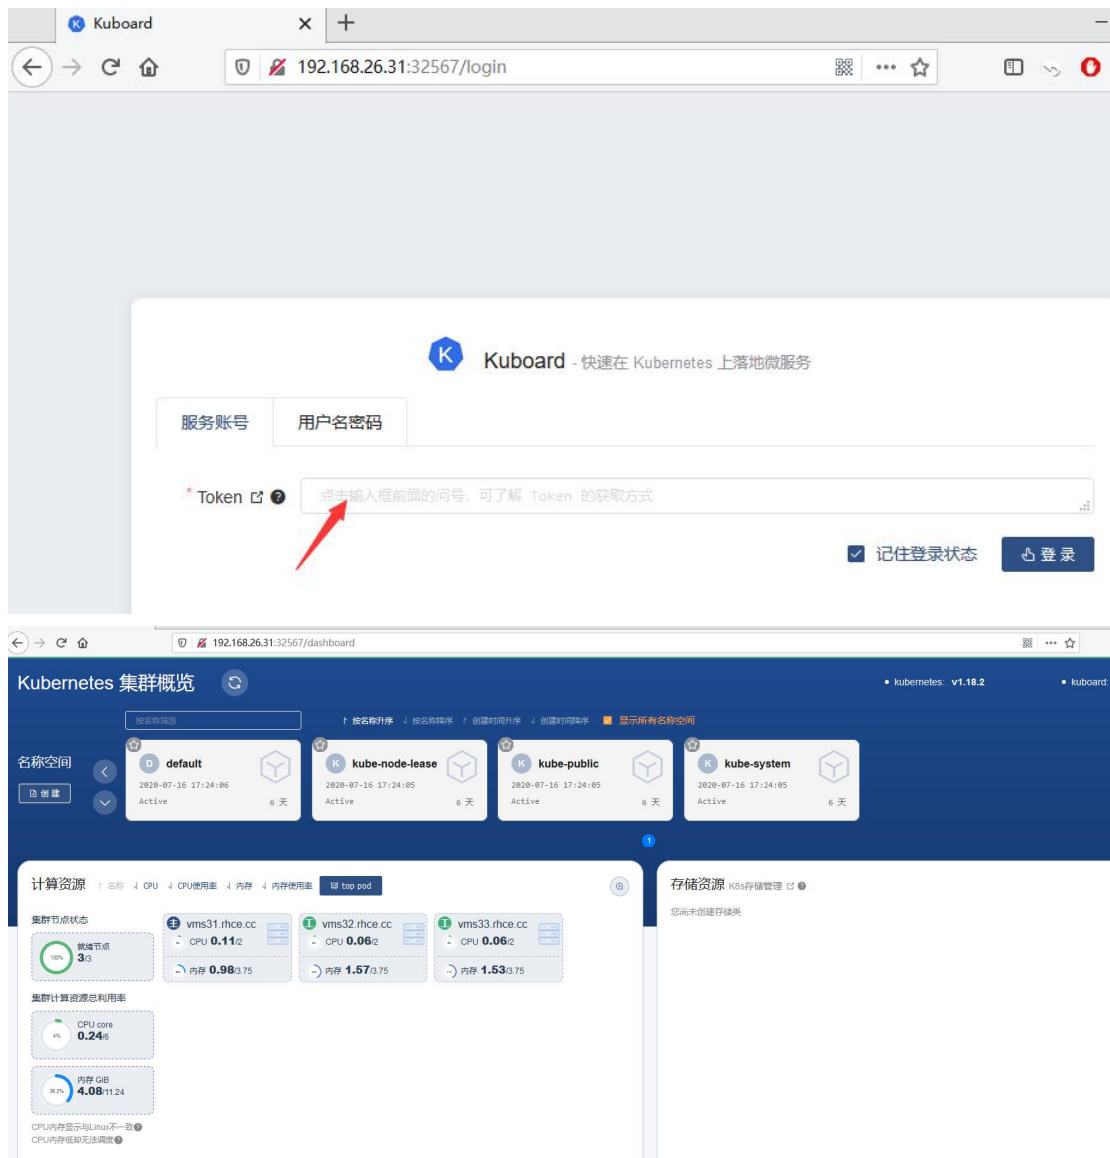 Kuboard
192.168.26.31:32567/login
K Kuboard - 快速在 Kubernetes 上落地微服务
服务账号 用户名密码
* Token 点击输入框前面的问号，可了解 Token 的获取方式
记住登录状态 登 录
192.168.26.31:32567/dashboard
Kubernetes 集群概览 kubernetes: v1.18.2 kuboard:
按名称筛选 按名称升序 按名称降序 创建时间升序 创建时间降序 显示所有名称空间
名称空间 D default K kube-node-lease K kube-public K kube-system
2020-07-16 17:24:06 2020-07-16 17:24:05 2020-07-16 17:24:05 2020-07-16 17:24:05
创 建 Active 6 天 Active 6 天 Active 6 天 Active 6 天
1
计算资源 名称 CPU CPU使用率 内存 内存使用率 top pod 存储资源 K8s存储管理
您尚未创建存储类
集群节点状态 vms31.rhce.cc vms32.rhce.cc vms33.rhce.cc
100% 就绪节点 3/3 CPU 0.11/2 CPU 0.06/2 CPU 0.06/2
内存 0.98/3.75 内存 1.57/3.75 内存 1.53/3.75
集群计算资源总利用率
CPU core
4% 0.24/6
内存 GiB
36.3% 4.08/11.24
CPU内存显示与Linux不一致
CPU内存低却无法调度